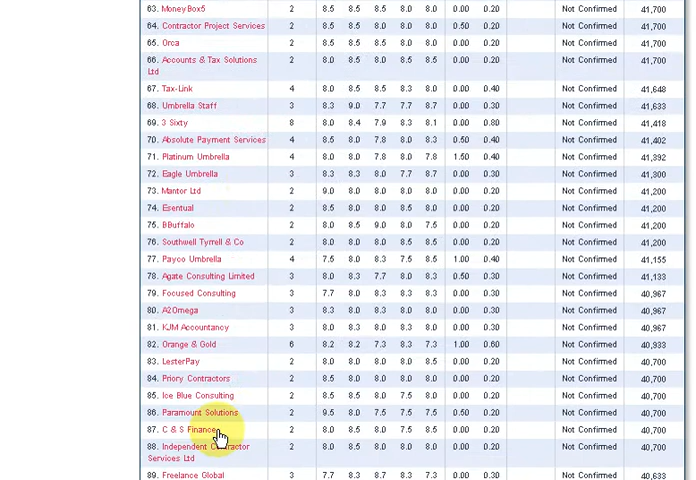 63. MoneyBox5 2 8.5 8.5 8.5 8.0 8.0 0.00 0.20 Not Confirmed 41,700
64. Contractor Project Services 2 8.5 8.5 8.5 8.0 8.0 0.50 0.20 Not Confirmed 41,700
65. Orca 2 8.5 8.5 8.5 8.0 8.0 0.00 0.20 Not Confirmed 41,700
66. Accounts & Tax Solutions 2 8.0 8.5 8.0 8.5 8.5 0.00 0.20 Not Confirmed 41,700
Ltd
67. Tax-Link 4 8.0 8.5 8.5 8.3 8.0 0.00 0.40 Not Confirmed 41,648
68. Umbrella Staff 3 8.3 9.0 7.7 7.7 8.7 0.00 0.30 Not Confirmed 41,633
69. 3 Sixty 8 8.0 8.4 7.9 8.3 8.1 0.00 0.80 Not Confirmed 41,418
70. Absolute Payment Services 4 8.5 8.0 7.8 8.0 8.3 0.50 0.40 Not Confirmed 41,402
71. Platinum Umbrella 4 8.0 8.0 7.8 8.0 7.8 1.50 0.40 Not Confirmed 41,392
72. Eagle Umbrella 3 8.3 8.3 8.0 7.7 8.7 0.00 0.30 Not Confirmed 41,300
73. Mantor Ltd 2 9.0 8.0 8.0 8.0 8.0 0.00 0.20 Not Confirmed 41,200
74. Esentual 2 8.5 8.0 8.5 8.0 8.0 0.00 0.20 Not Confirmed 41,200
75. BBuffalo 2 8.0 8.5 9.0 8.0 7.5 0.00 0.20 Not Confirmed 41,200
76. Southwell Tyrrell & Co 2 8.0 8.0 8.0 8.5 8.5 0.00 0.20 Not Confirmed 41,200
77. Payco Umbrella 4 7.5 8.0 8.3 7.5 8.5 1.00 0.40 Not Confirmed 41,155
78. Agate Consulting Limited 3 8.0 8.3 7.7 8.0 8.3 0.50 0.30 Not Confirmed 41,133
79. Focused Consulting 3 7.7 8.0 8.3 8.3 8.3 0.00 0.30 Not Confirmed 40,967
80. A2Omega 3 8.3 8.0 8.3 8.0 8.0 0.00 0.30 Not Confirmed 40,967
81. KJM Accountancy 3 8.0 8.3 8.0 8.3 8.0 0.00 0.30 Not Confirmed 40,967
82. Orange & Gold 6 8.2 8.2 7.3 8.3 7.3 1.00 0.60 Not Confirmed 40,933
83. LesterPay 2 8.0 8.0 8.0 8.0 8.5 0.00 0.20 Not Confirmed 40,700
84. Priory Contractors 2 8.5 8.0 8.0 8.0 8.0 0.00 0.20 Not Confirmed 40,700
85. Ice Blue Consulting 2 8.5 8.5 8.0 7.5 8.0 0.00 0.20 Not Confirmed 40,700
86. Paramount Solutions 2 9.5 8.0 7.5 7.5 7.5 0.50 0.20 Not Confirmed 40,700
87. C & S Finance 2 8.0 8.5 8.0 7.5 8.5 0.00 0.20 Not Confirmed 40,700
88. Independent Contractor 2 8.0 8.5 8.0 8.0 8.0 0.00 0.20 Not Confirmed 40,700
Services Ltd
89. Freelance Global 3 7.7 8.3 8.7 8.3 7.3 0.00 0.30 Not Confirmed 40,633